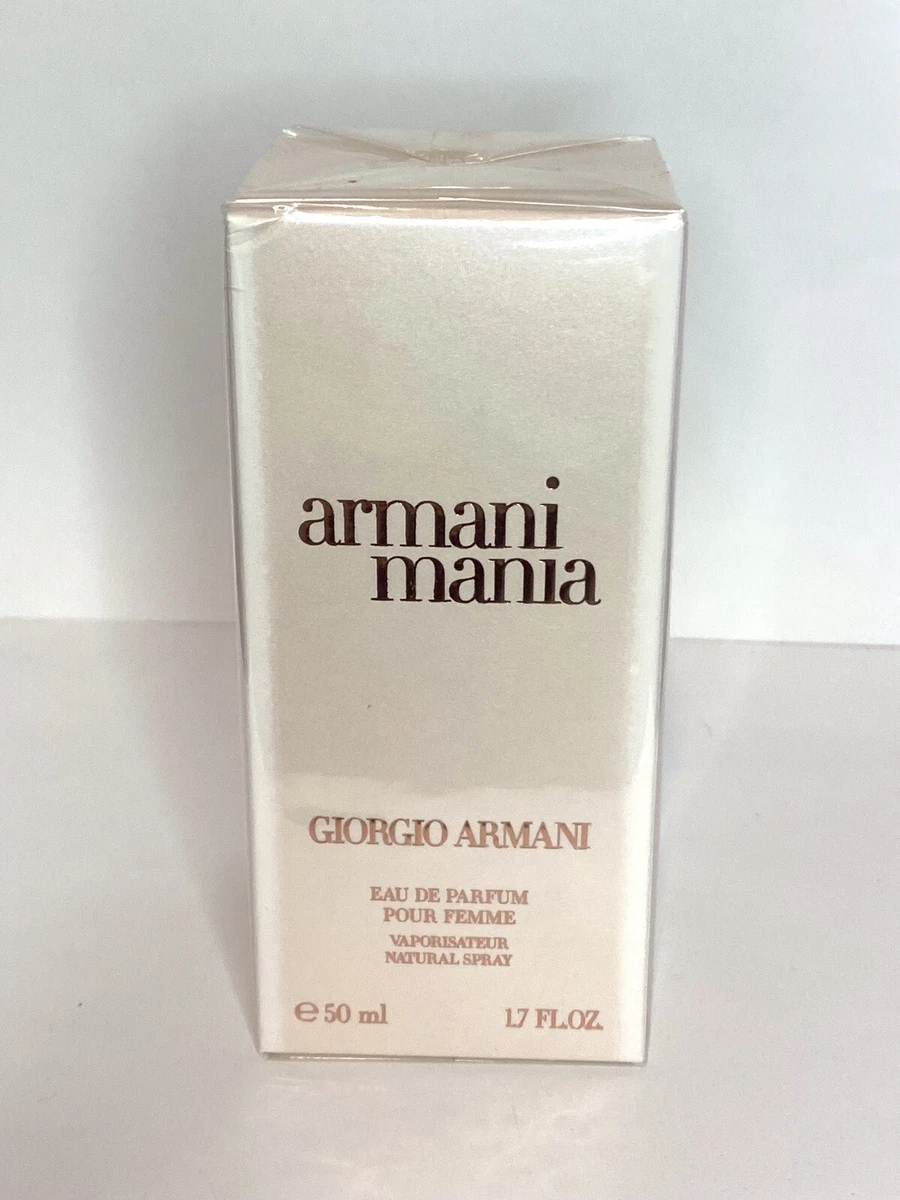 armani
mania
GIORGIO ARMANI
EAU DE PARFUM
POUR FEMME
VAPORISATEUR
NATURAL SPRAY
℮ 50 ml 1.7 FL.OZ.